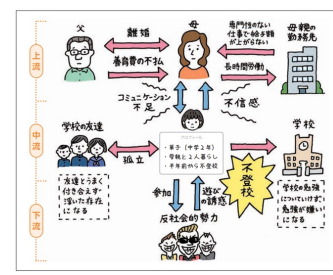 父
母
母親の
勤務先
離婚
専門性のない
仕事で給与額
が上がらない
養育費の不払
長時間労働
上流
コミュニケーション
不足
不信感
学校の友達
学校
プロフィール
・菓子(中学2年)
・母親と2人暮らし
・半年前から不登校
孤立
中流
不登校
友達とうまく
付き合えず
浮いた存在
になる
学校の勉強
についていけず、
勉強が嫌い
になる
参加
遊び
の誘惑
下流
反社会的勢力